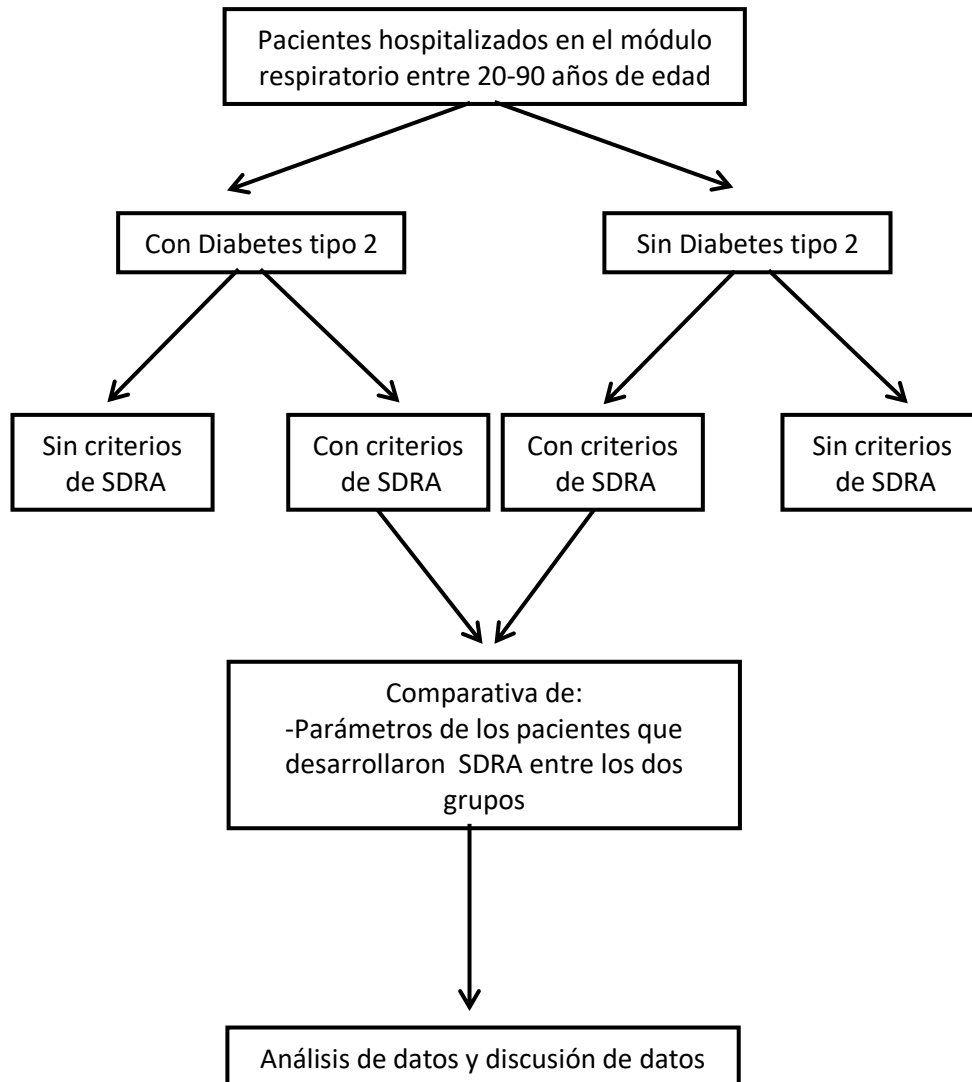 Pacientes hospitalizados en el módulo
respiratorio entre 20-90 años de edad
Con Diabetes tipo 2
Sin Diabetes tipo 2
Sin criterios
de SDRA
Con criterios
de SDRA
Con criterios
de SDRA
Sin criterios
de SDRA
Comparativa de:
-Parámetros de los pacientes que
desarrollaron SDRA entre los dos
grupos
Análisis de datos y discusión de datos